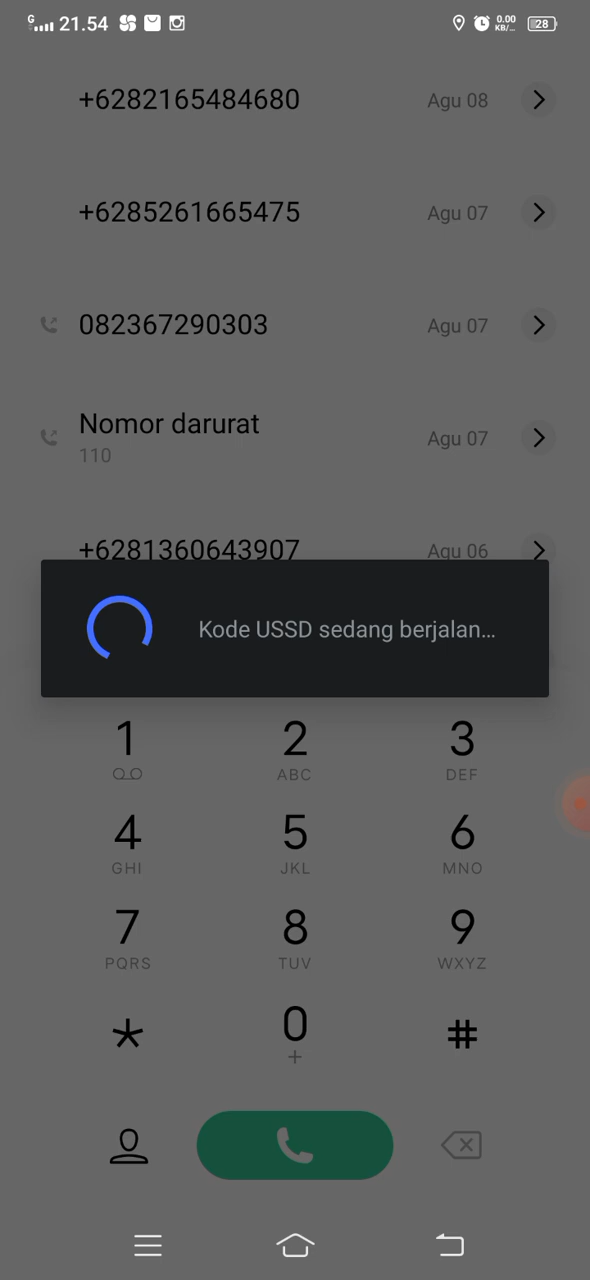 G 21.54 0.00 KB/... 28
+6282165484680 Agu 08
+6285261665475 Agu 07
082367290303 Agu 07
Nomor darurat Agu 07
110
+6281360643907 Agu 06
Kode USSD sedang berjalan...
1 2 3
ABC DEF
4 5 6
GHI JKL MNO
7 8 9
PQRS TUV WXYZ
* 0 #
+